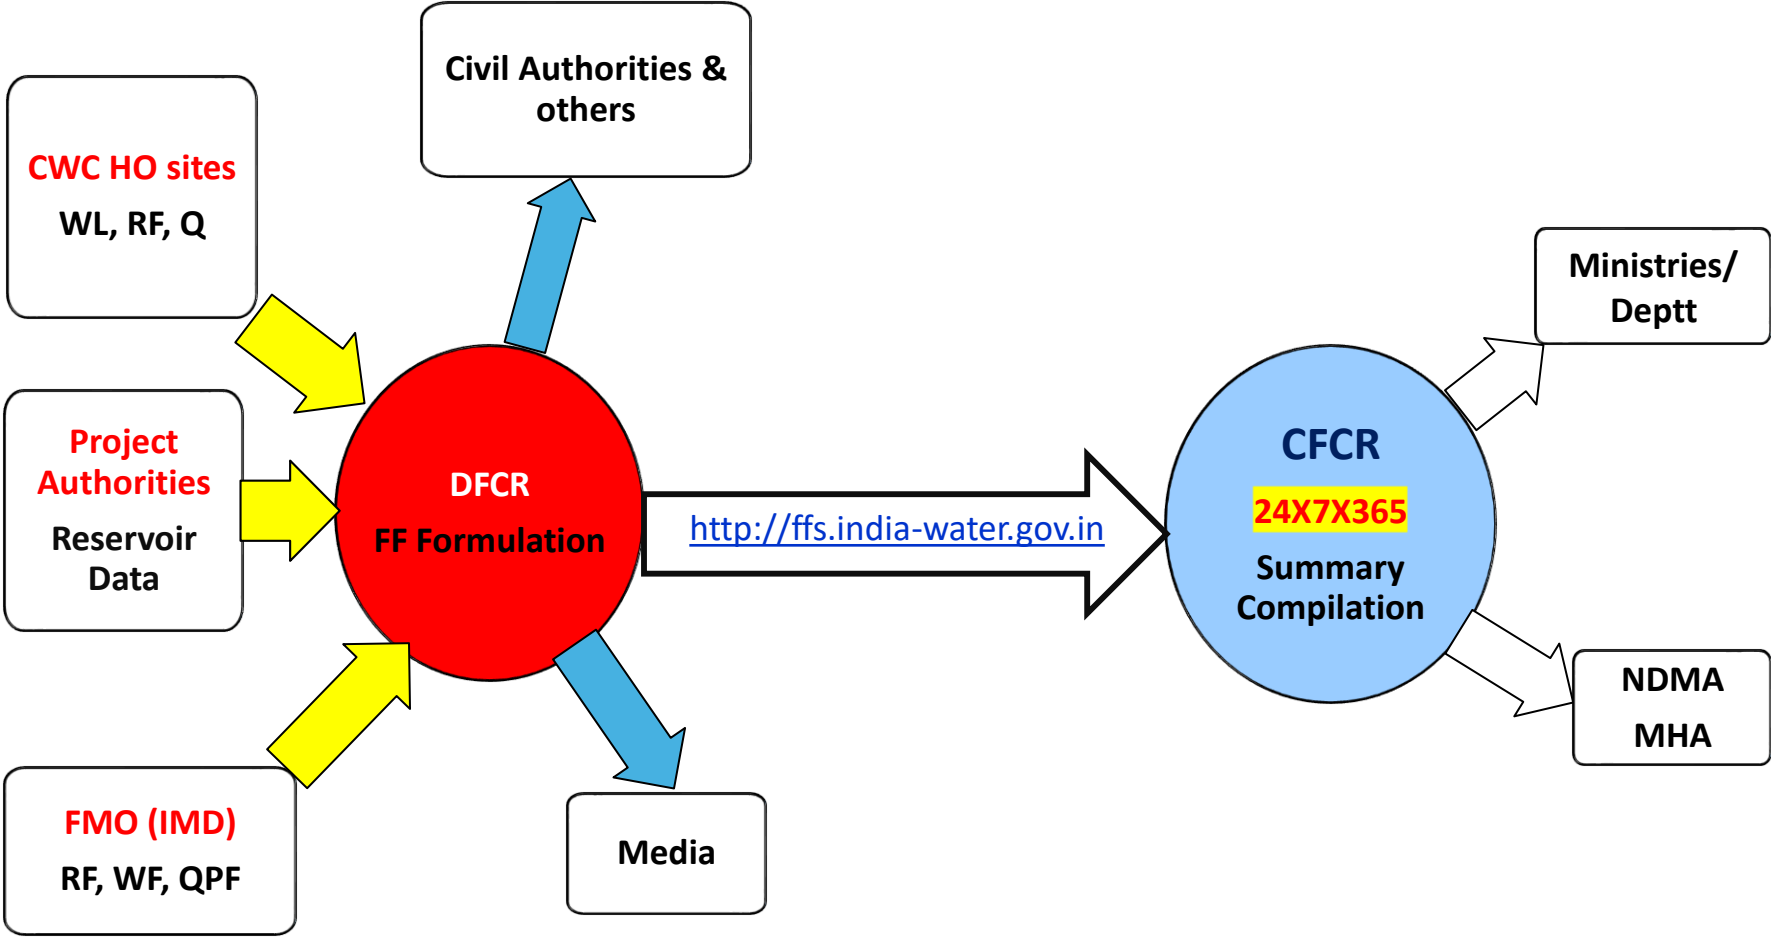 Civil Authorities &
others
CWC HO sites
WL, RF, Q
Project
Authorities
Reservoir
Data
FMO (IMD)
RF, WF, QPF
DFCR
FF Formulation
Media
http://ffs.india-water.gov.in
CFCR
24X7X365
Summary
Compilation
Ministries/
Deptt
NDMA
MHA